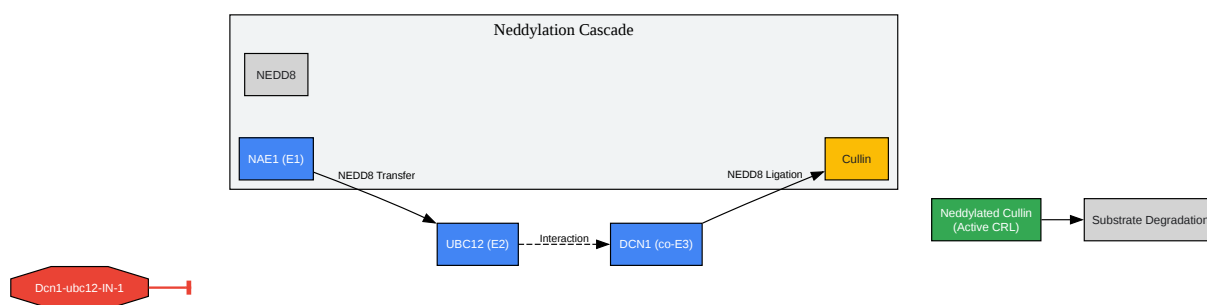 Neddylation Cascade
NEDD8
NAE1 (E1)
NEDD8 Transfer
NEDD8 Ligation
Cullin
UBC12 (E2)
Interaction
DCN1 (co-E3)
Neddylated Cullin
(Active CRL)
Substrate Degradation
Dcn1-ubc12-IN-1